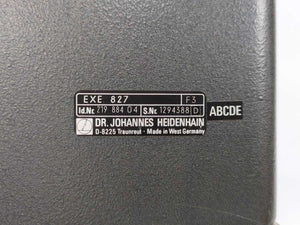 EXE 827 F3
Id.Nr. 219 884 04 S.Nr. 1294388 D
DR. JOHANNES HEIDENHAIN
D-8225 Traunreut · Made in West Germany
ABCDE